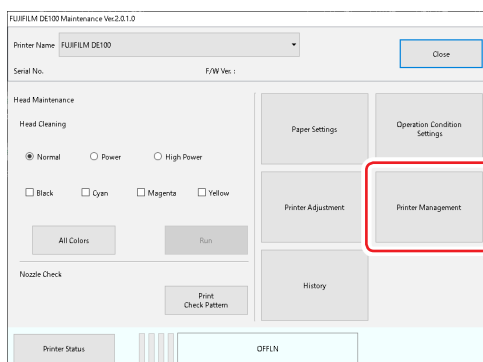 FUJIFILM DE100 Maintenance Ver.2.0.1.0
Printer Name FUJIFILM DE100
Close
Serial No. F/W Ver. :
Head Maintenance
Head Cleaning
Normal Power High Power
Black Cyan Magenta Yellow
All Colors Run
Nozzle Check
Print
Check Pattern
Paper Settings
Operation Condition
Settings
Printer Adjustment
Printer Management
History
Printer Status
OFFLN